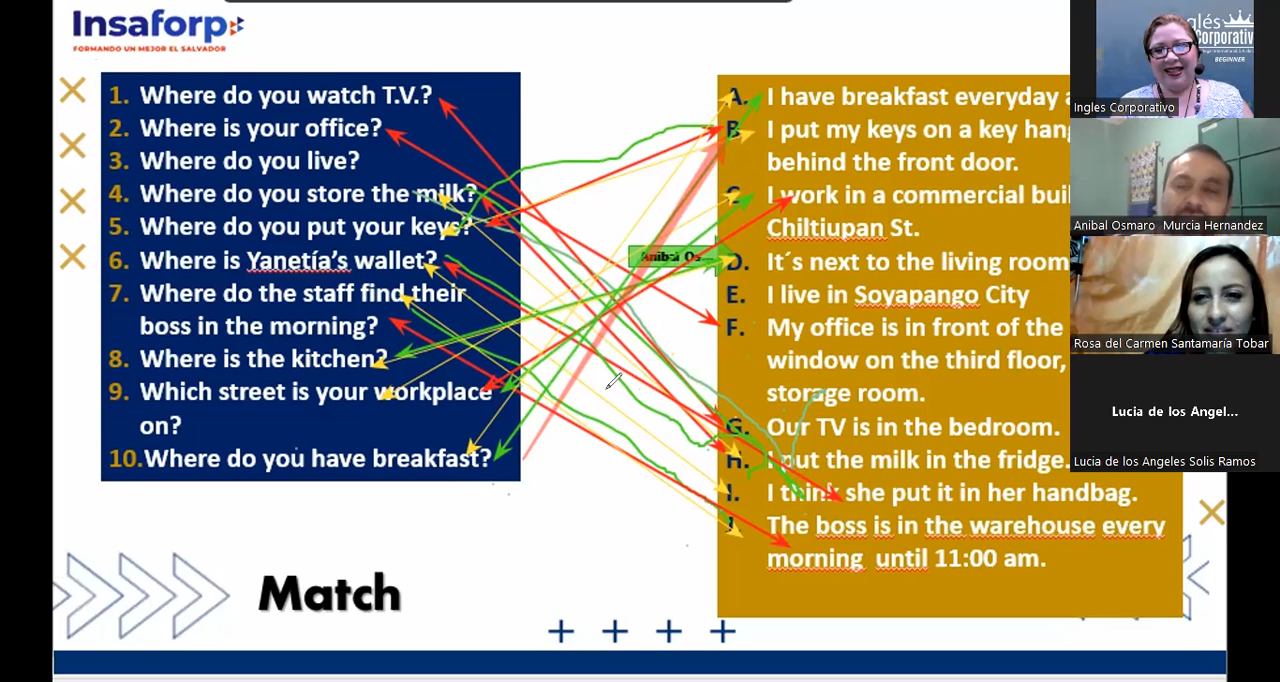 Insaforp
FORMANDO UN MEJOR EL SALVADOR
1. Where do you watch T.V.?
2. Where is your office?
3. Where do you live?
4. Where do you store the milk?
5. Where do you put your keys?
6. Where is Yanetía's wallet?
7. Where do the staff find their
boss in the morning?
8. Where is the kitchen?
9. Which street is your workplace
on?
10. Where do you have breakfast?
A. I have breakfast everyday
B. I put my keys on a key hang
behind the front door.
C. I work in a commercial buil
Chiltiupan St.
D. It´s next to the living room
E. I live in Soyapango City
F. My office is in front of the
window on the third floor,
storage room.
G. Our TV is in the bedroom.
H. I put the milk in the fridge.
I. I think she put it in her handbag.
J. The boss is in the warehouse every
morning until 11:00 am.
Anibal Os...
Match
nglés
Corporativ
BEGINNER
Ingles Corporativo
Anibal Osmaro Murcia Hernandez
Rosa del Carmen Santamaría Tobar
Lucia de los Angel...
Lucia de los Angeles Solis Ramos